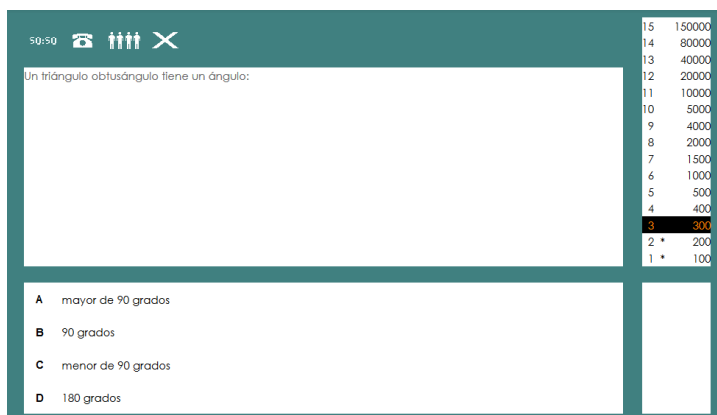 50:50
15 150000
14 80000
13 40000
12 20000
11 10000
10 5000
9 4000
8 2000
7 1500
6 1000
5 500
4 400
3 300
2 * 200
1 * 100
Un triángulo obtusángulo tiene un ángulo:
A mayor de 90 grados
B 90 grados
C menor de 90 grados
D 180 grados